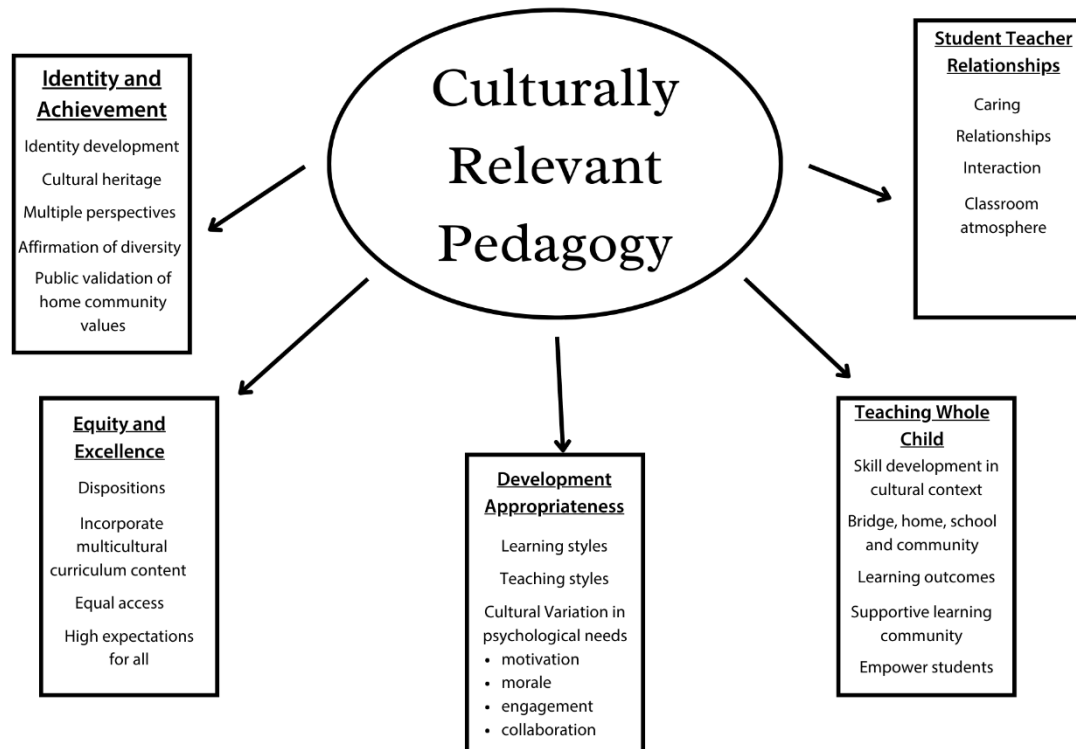 Culturally
Relevant
Pedagogy
Identity and
Achievement
Identity development
Cultural heritage
Multiple perspectives
Affirmation of diversity
Public validation of
home community
values
Equity and
Excellence
Dispositions
Incorporate
multicultural
curriculum content
Equal access
High expectations
for all
Development
Appropriateness
Learning styles
Teaching styles
Cultural Variation in
psychological needs
• motivation
• morale
• engagement
• collaboration
Teaching Whole
Child
Skill development in
cultural context
Bridge, home, school
and community
Learning outcomes
Supportive learning
community
Empower students
Student Teacher
Relationships
Caring
Relationships
Interaction
Classroom
atmosphere